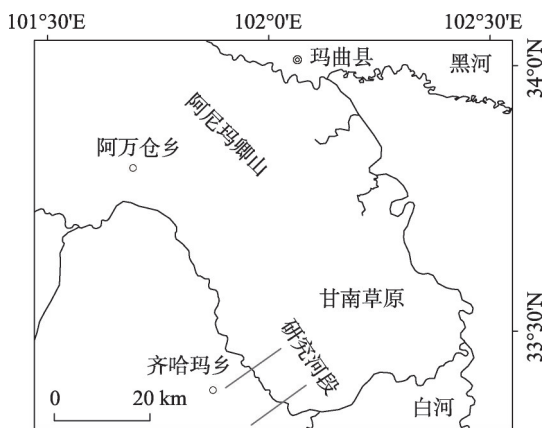 101°30'E
102°0'E
102°30'E
玛曲县
黑河
34°0'N
阿尼玛卿山
阿万仓乡
甘南草原
33°30'N
研究河段
齐哈玛乡
0 20 km
白河